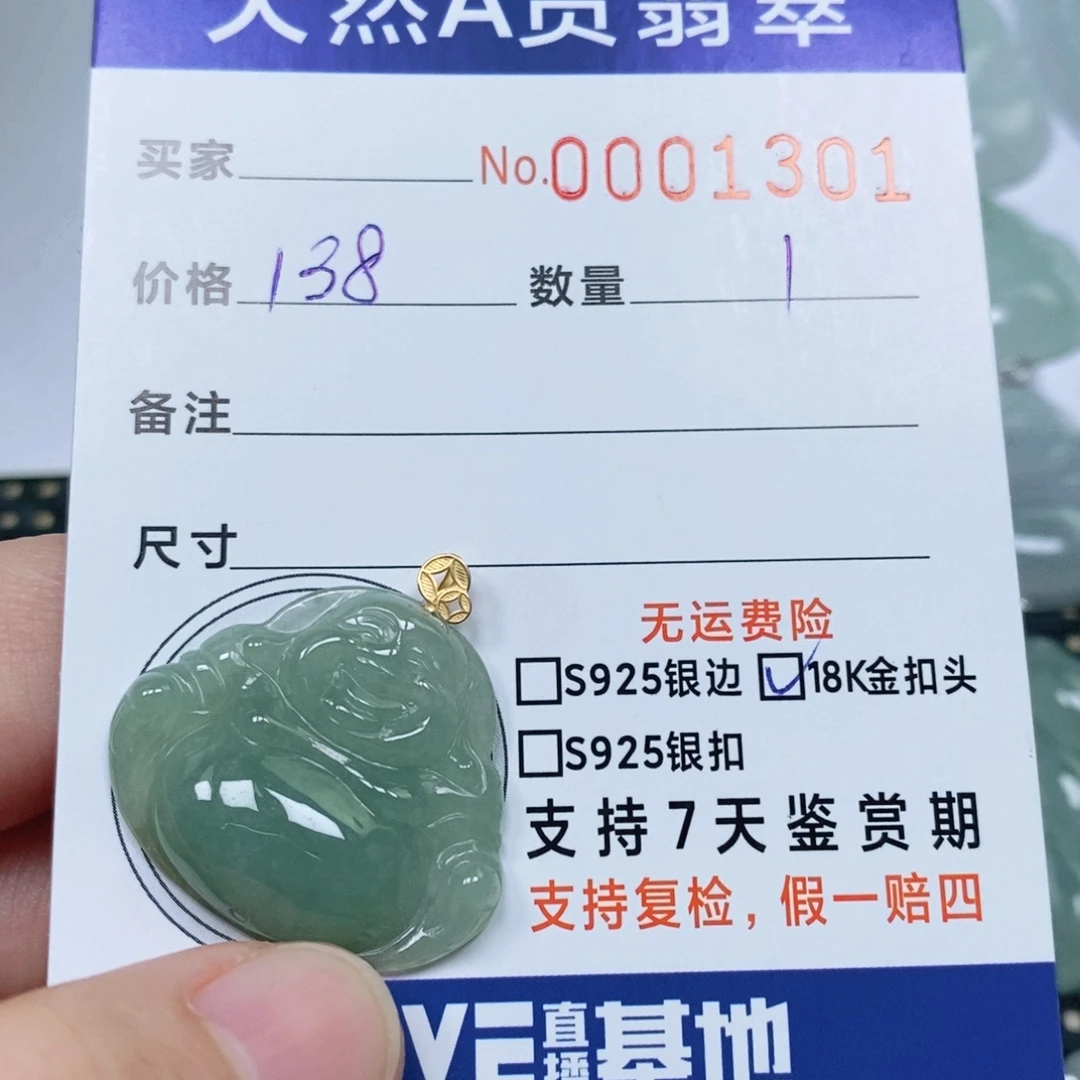 天然A货翡翠
买家 No.0001301
价格 138 数量 1
备注
尺寸
无运费险
□S925银边 ☑18K金扣头
□S925银扣
支持7天鉴赏期
支持复检，假一赔四
VE直播基地